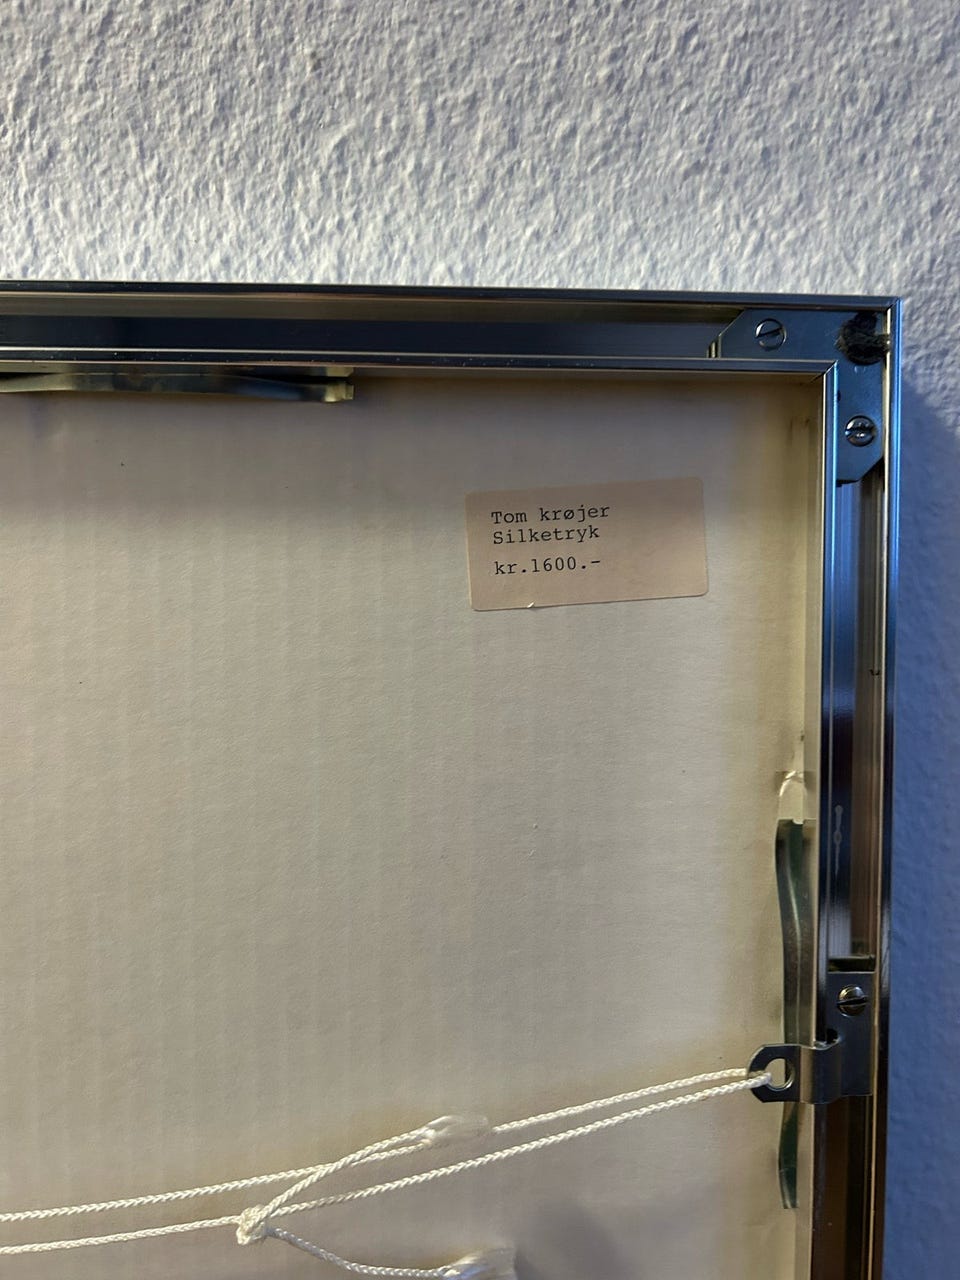 Tom krøjer
Silketryk
kr.1600.-